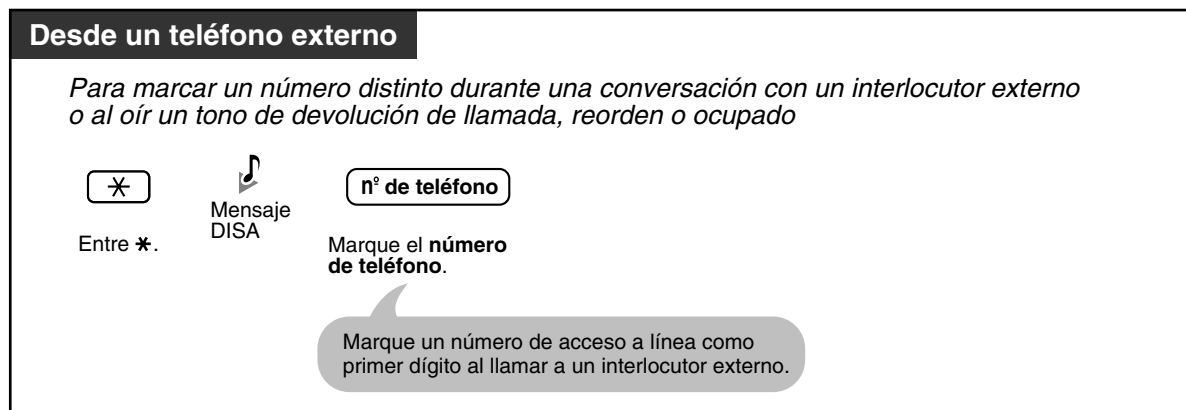 Desde un teléfono externo
Para marcar un número distinto durante una conversación con un interlocutor externo
o al oír un tono de devolución de llamada, reorden o ocupado
nº de teléfono
Mensaje
DISA
Entre *.
Marque el número
de teléfono.
Marque un número de acceso a línea como
primer dígito al llamar a un interlocutor externo.